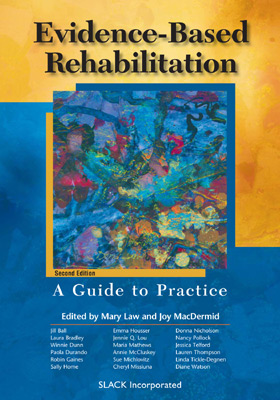 Evidence-Based
Rehabilitation
Second Edition
A Guide to Practice
Edited by Mary Law and Joy MacDermid
Jill Ball
Laura Bradley
Winnie Dunn
Paola Durando
Robin Gaines
Sally Horne
Emma Housser
Jennie Q. Lou
Maria Mathews
Annie McCluskey
Sue Michlovitz
Cheryl Missiuna
Donna Nicholson
Nancy Pollock
Jessica Telford
Lauren Thompson
Linda Tickle-Degnen
Diane Watson
SLACK Incorporated